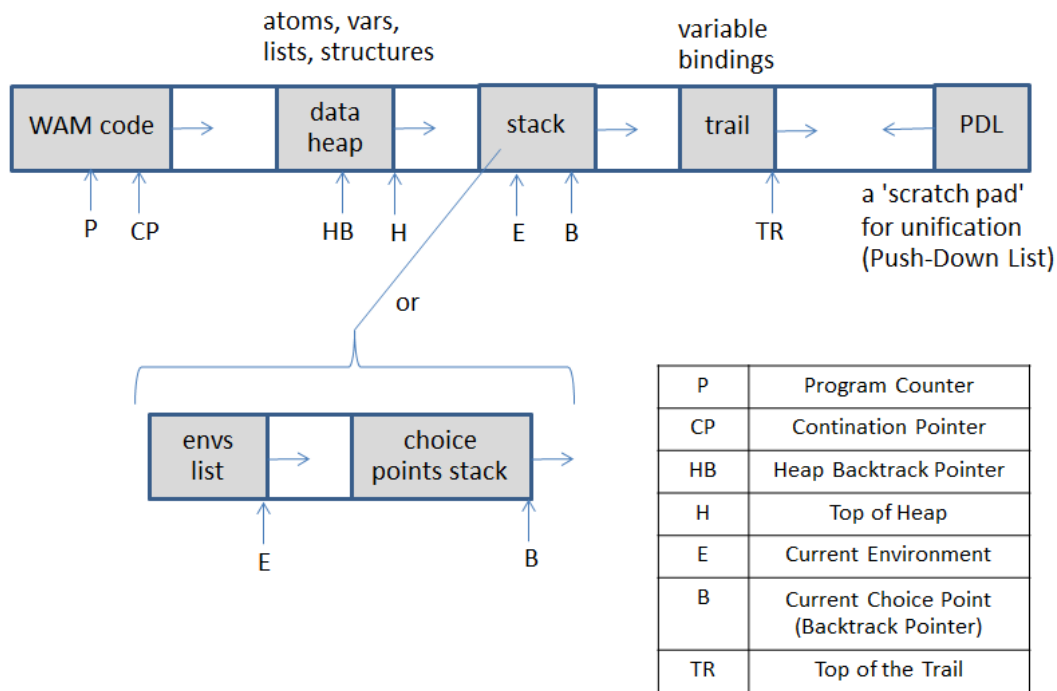 atoms, vars,
lists, structures
variable
bindings
WAM code
data
heap
stack
trail
PDL
P
CP
HB
H
E
B
TR
a 'scratch pad'
for unification
(Push-Down List)
or
envs
list
choice
points stack
E
B
P Program Counter
CP Contination Pointer
HB Heap Backtrack Pointer
H Top of Heap
E Current Environment
B Current Choice Point
(Backtrack Pointer)
TR Top of the Trail